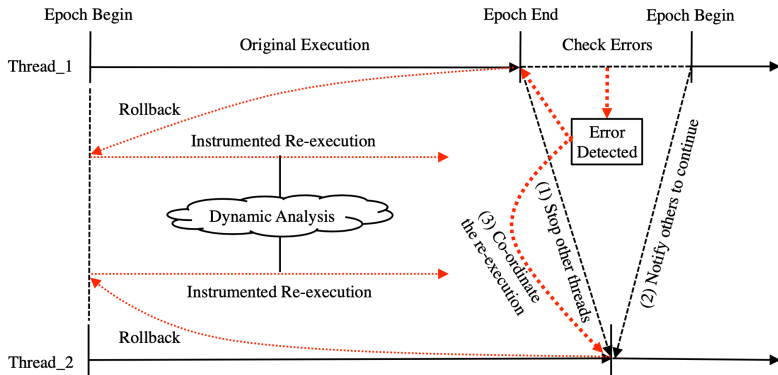 Epoch Begin
Epoch End
Epoch Begin
Original Execution
Check Errors
Thread_1
Rollback
Error
Detected
Instrumented Re-execution
Dynamic Analysis
(1) Stop other threads
(2) Notify others to continue
(3) Co-ordinate
the re-execution
Instrumented Re-execution
Rollback
Thread_2